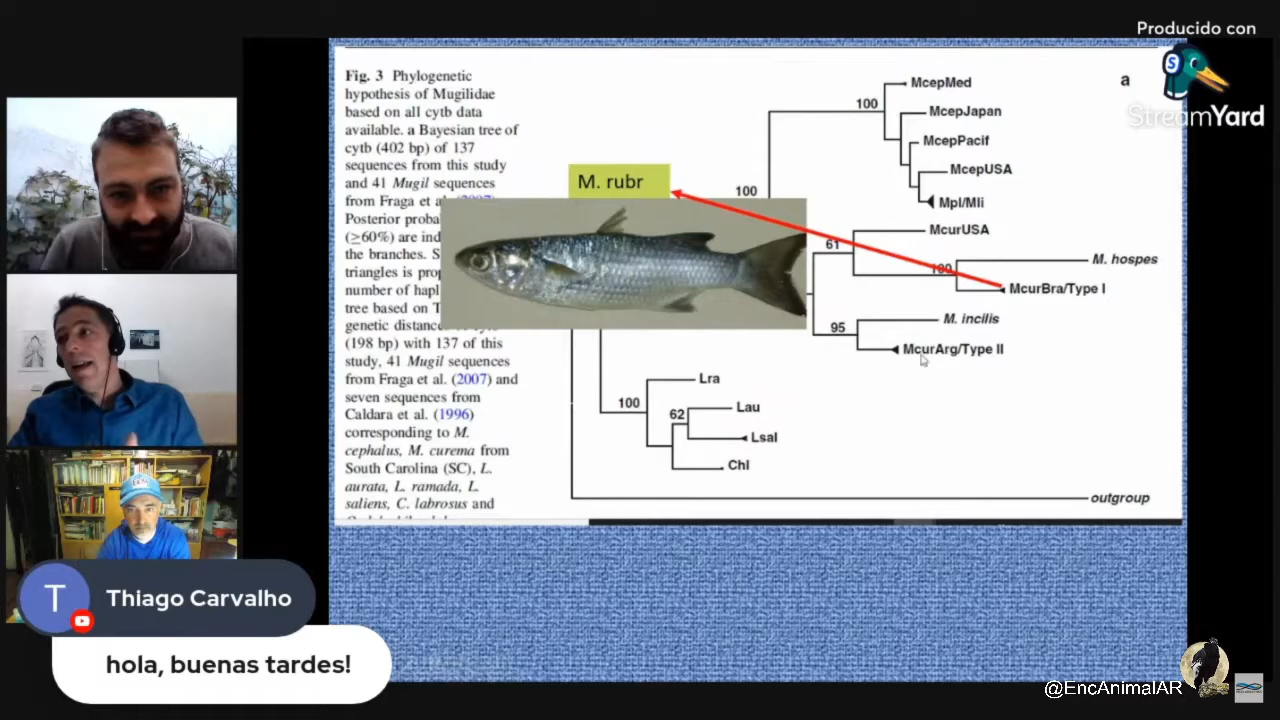 Producido con
StreamYard
Fig. 3 Phylogenetic
hypothesis of Mugilidae
based on all cytb data
available. a Bayesian tree of
cytb (402 bp) of 137
sequences from this study
and 41 Mugil sequences
from Fraga et al.
Posterior proba
(≥60%) are ind
the branches. S
triangles is prop
number of hapl
tree based on T
genetic distanc
(198 bp) with 137 of this
study, 41 Mugil sequences
from Fraga et al. (2007) and
seven sequences from
Caldara et al. (1996)
corresponding to M.
cephalus, M. curema from
South Carolina (SC), L.
aurata, L. ramada, L.
saliens, C. labrosus and
a
M. rubr
100
McepMed
McepJapan
McepPacif
McepUSA
Mpl/Mli
100
McurUSA
61
M. hospes
100
McurBra/Type I
M. incilis
95
McurArg/Type II
Lra
100
Lau
62
Lsal
Chl
outgroup
T
Thiago Carvalho
hola, buenas tardes!
@EncAnimalAR